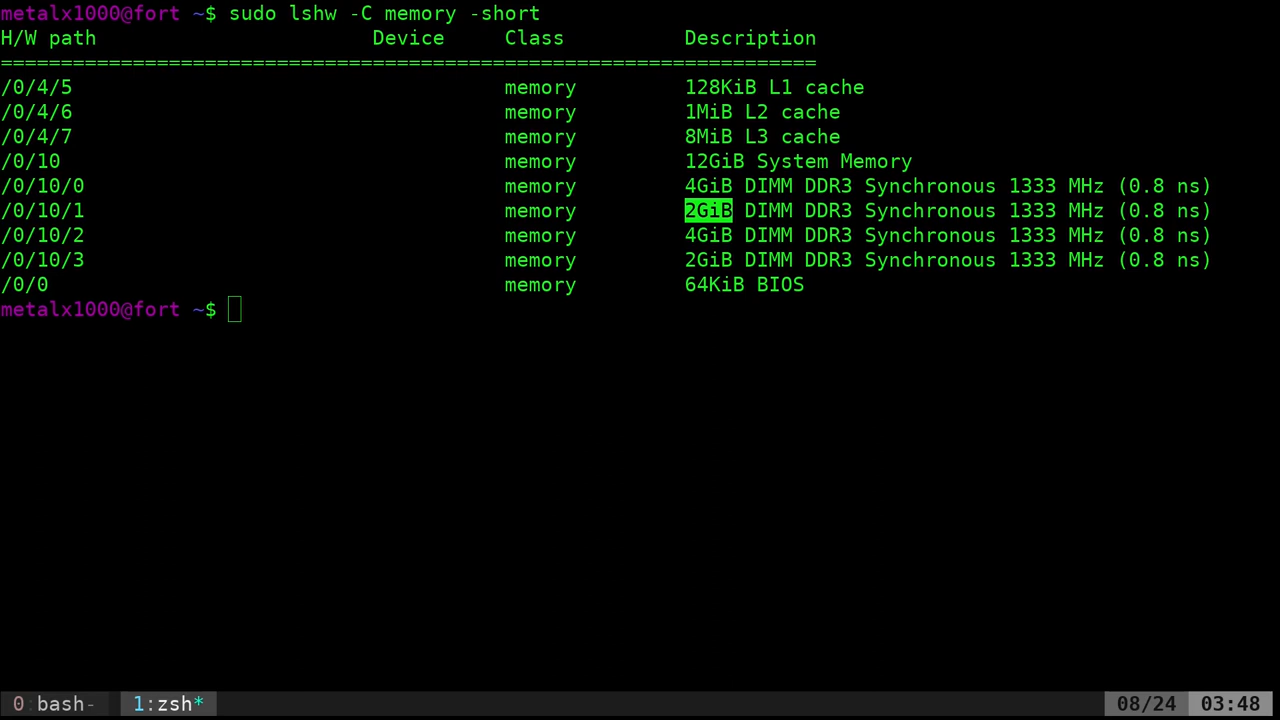 metalx1000@fort ~$ sudo lshw -C memory -short
H/W path                       Device     Class          Description
====================================================================
/0/4/5                                    memory         128KiB L1 cache
/0/4/6                                    memory         1MiB L2 cache
/0/4/7                                    memory         8MiB L3 cache
/0/10                                     memory         12GiB System Memory
/0/10/0                                   memory         4GiB DIMM DDR3 Synchronous 1333 MHz (0.8 ns)
/0/10/1                                   memory         2GiB DIMM DDR3 Synchronous 1333 MHz (0.8 ns)
/0/10/2                                   memory         4GiB DIMM DDR3 Synchronous 1333 MHz (0.8 ns)
/0/10/3                                   memory         2GiB DIMM DDR3 Synchronous 1333 MHz (0.8 ns)
/0/0                                      memory         64KiB BIOS
metalx1000@fort ~$
0:bash- 1:zsh* 08/24 03:48